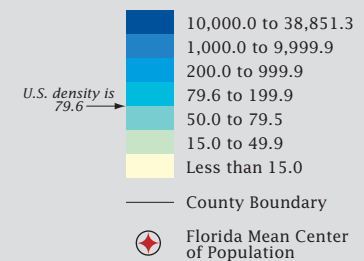 10,000.0 to 38,851.3
1,000.0 to 9,999.9
200.0 to 999.9
U.S. density is
79.6
79.6 to 199.9
50.0 to 79.5
15.0 to 49.9
Less than 15.0
County Boundary
Florida Mean Center
of Population